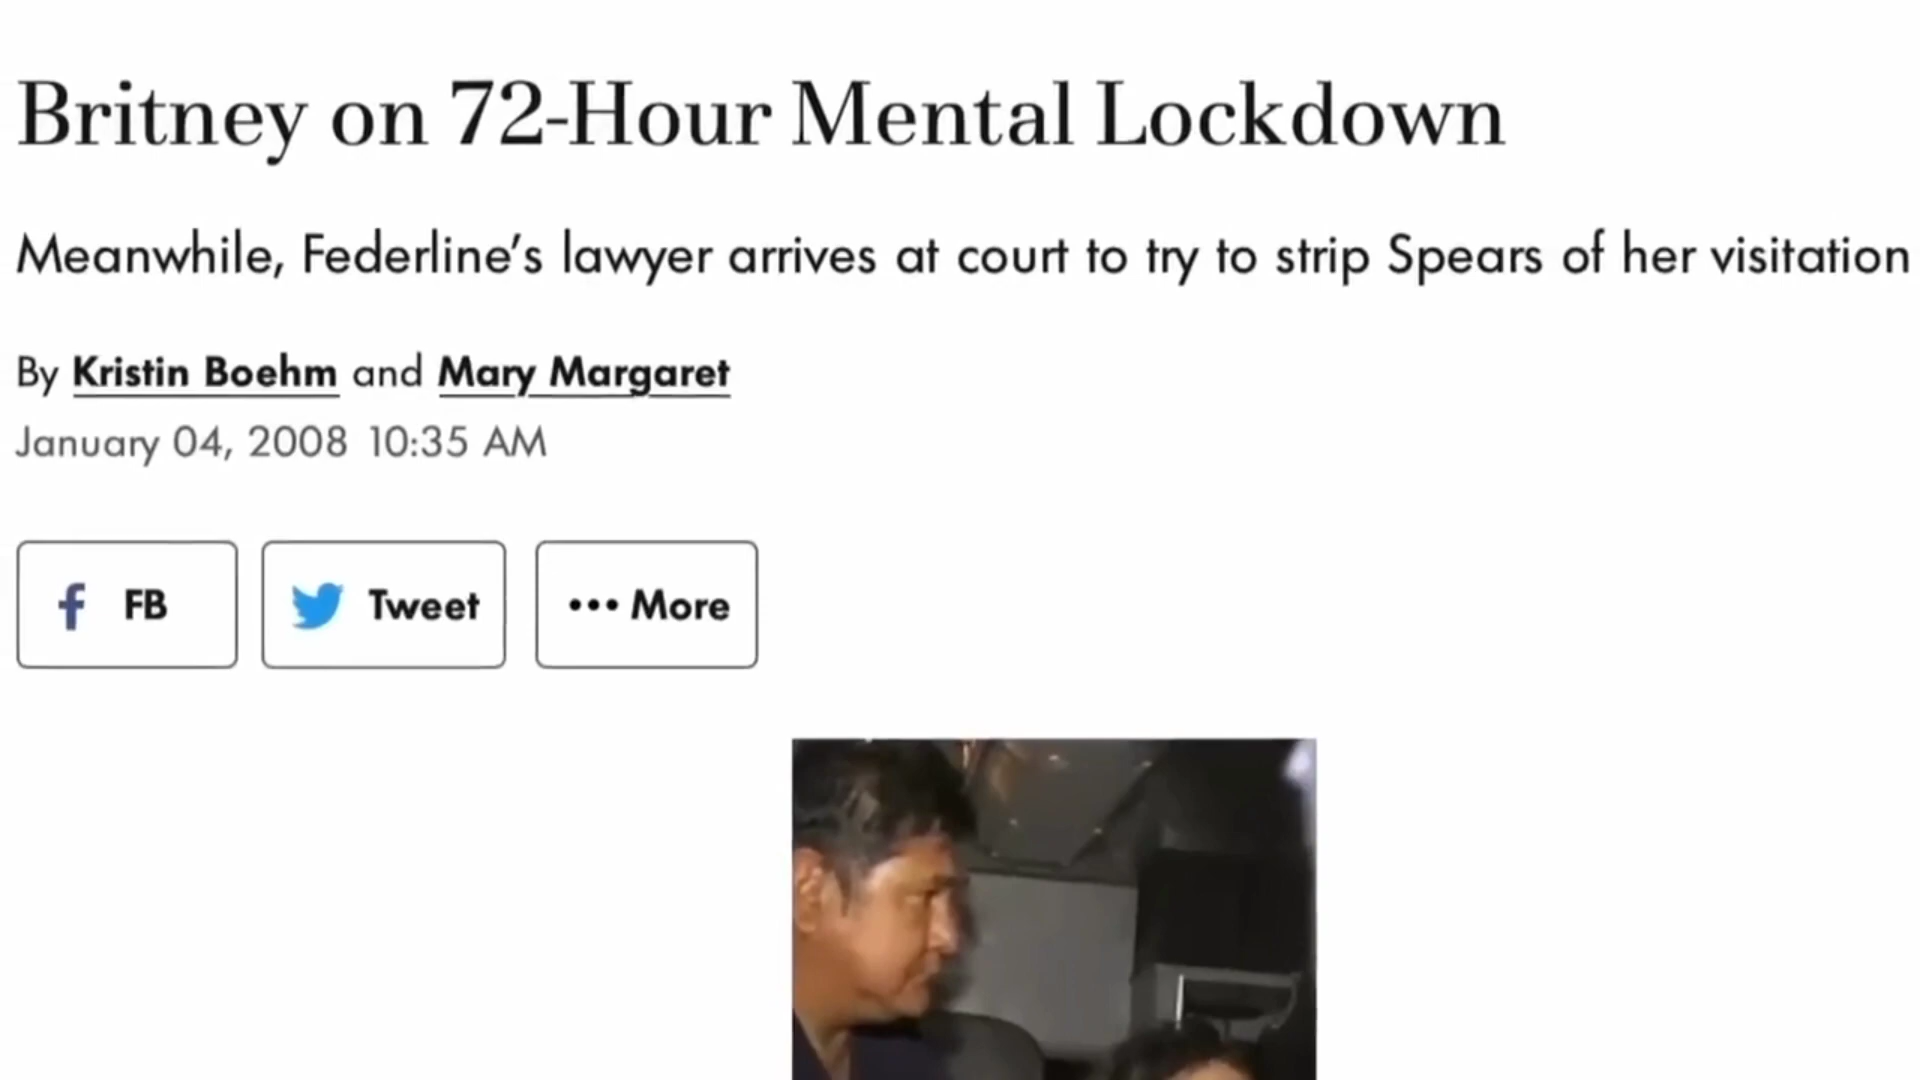 Britney on 72-Hour Mental Lockdown
Meanwhile, Federline's lawyer arrives at court to try to strip Spears of her visitation
By Kristin Boehm and Mary Margaret
January 04, 2008 10:35 AM
FB Tweet ••• More